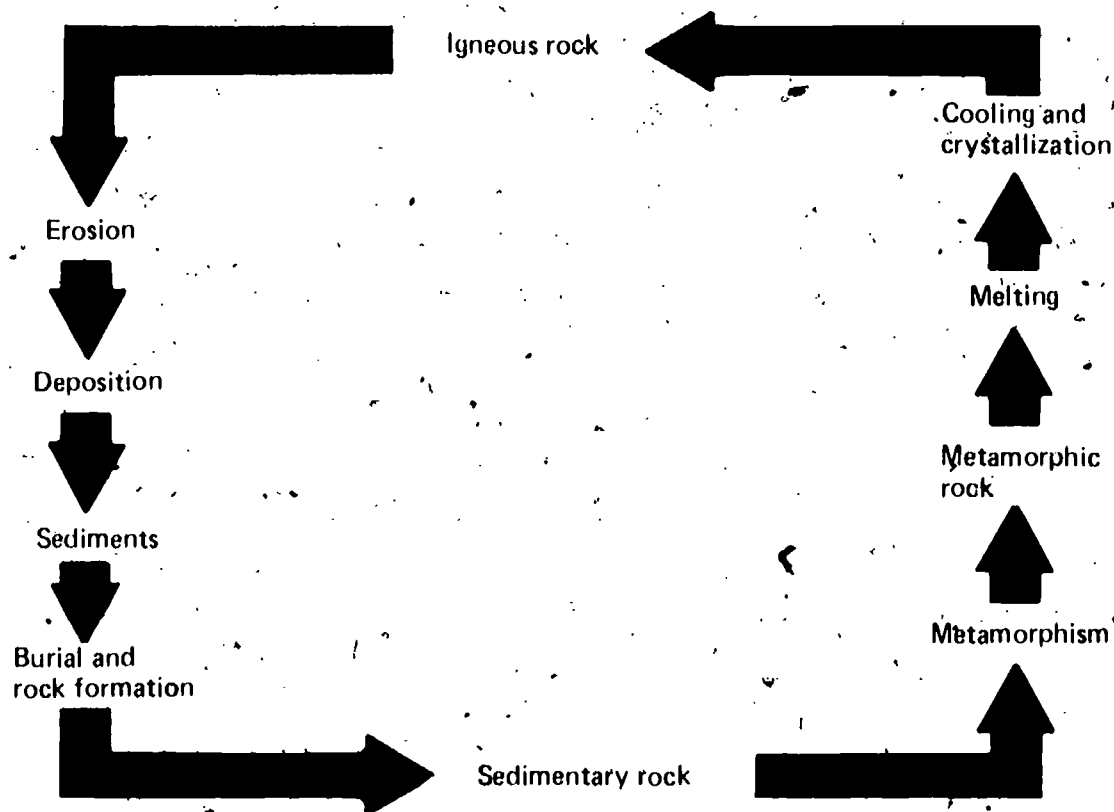 Igneous rock
Erosion
Deposition
Sediments
Burial and
rock formation
Sedimentary rock
Metamorphism
Metamorphic
rock
Melting
Cooling and
crystallization